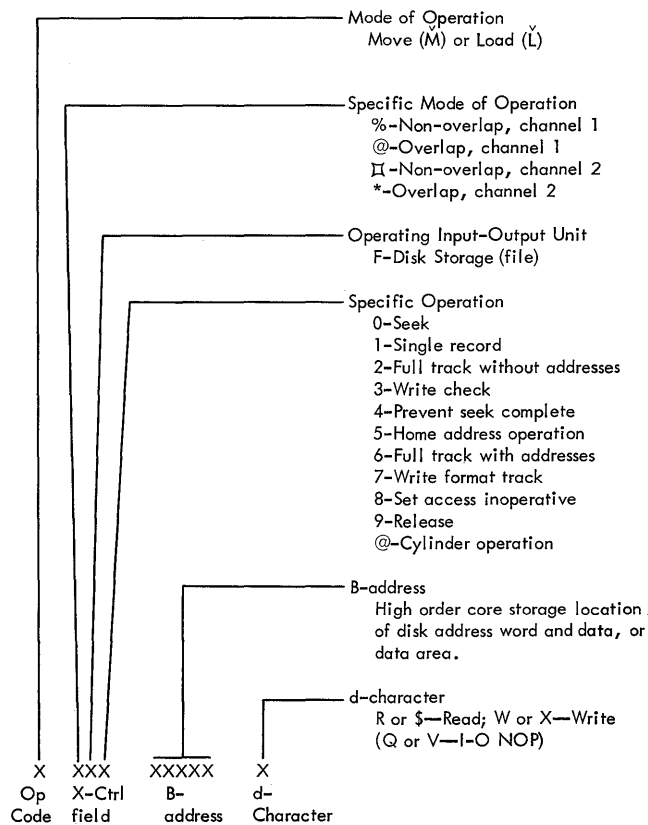 Mode of Operation
Move (M̌) or Load (Ľ)
Specific Mode of Operation
%-Non-overlap, channel 1
@-Overlap, channel 1
⌑-Non-overlap, channel 2
*-Overlap, channel 2
Operating Input-Output Unit
F-Disk Storage (file)
Specific Operation
0-Seek
1-Single record
2-Full track without addresses
3-Write check
4-Prevent seek complete
5-Home address operation
6-Full track with addresses
7-Write format track
8-Set access inoperative
9-Release
@-Cylinder operation
B-address
High order core storage location
of disk address word and data, or
data area.
d-character
R or $—Read; W or X—Write
(Q or V—I-O NOP)
X XXX XXXXX X
Op X-Ctrl B- d-
Code field address Character